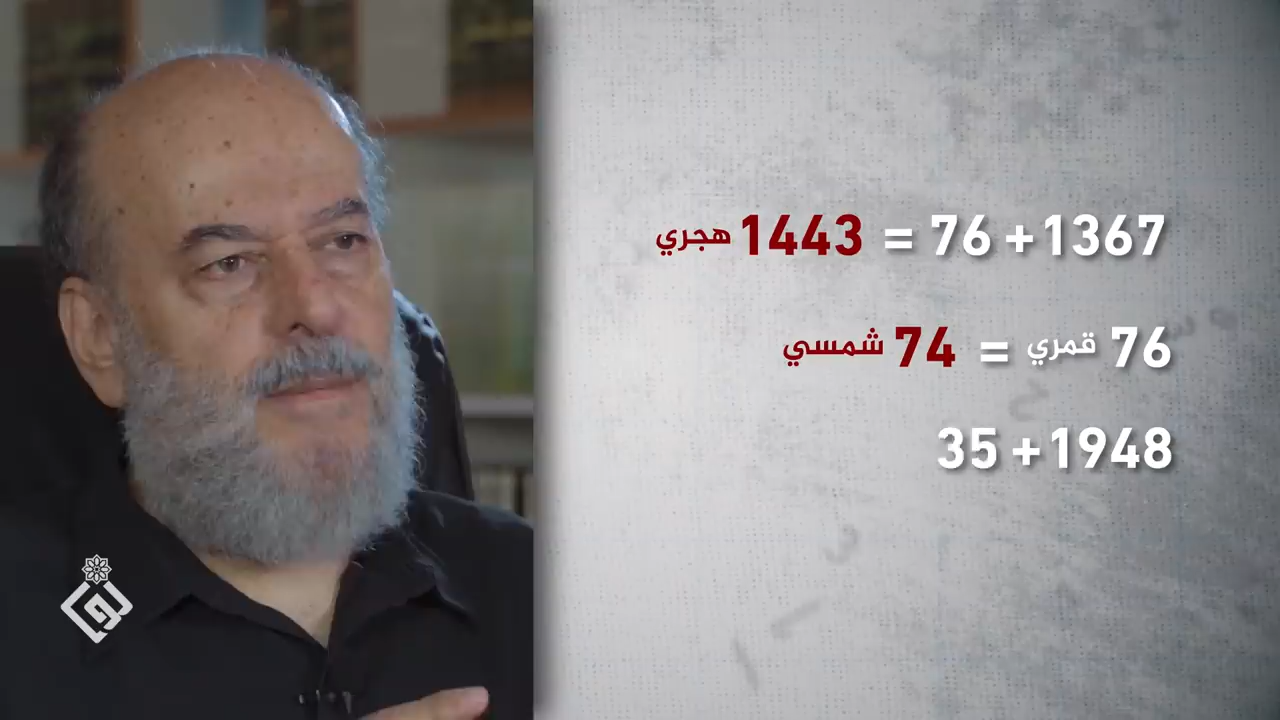 1367 + 76 = 1443 هجري
76 قمري = 74 شمسي
1948 + 35